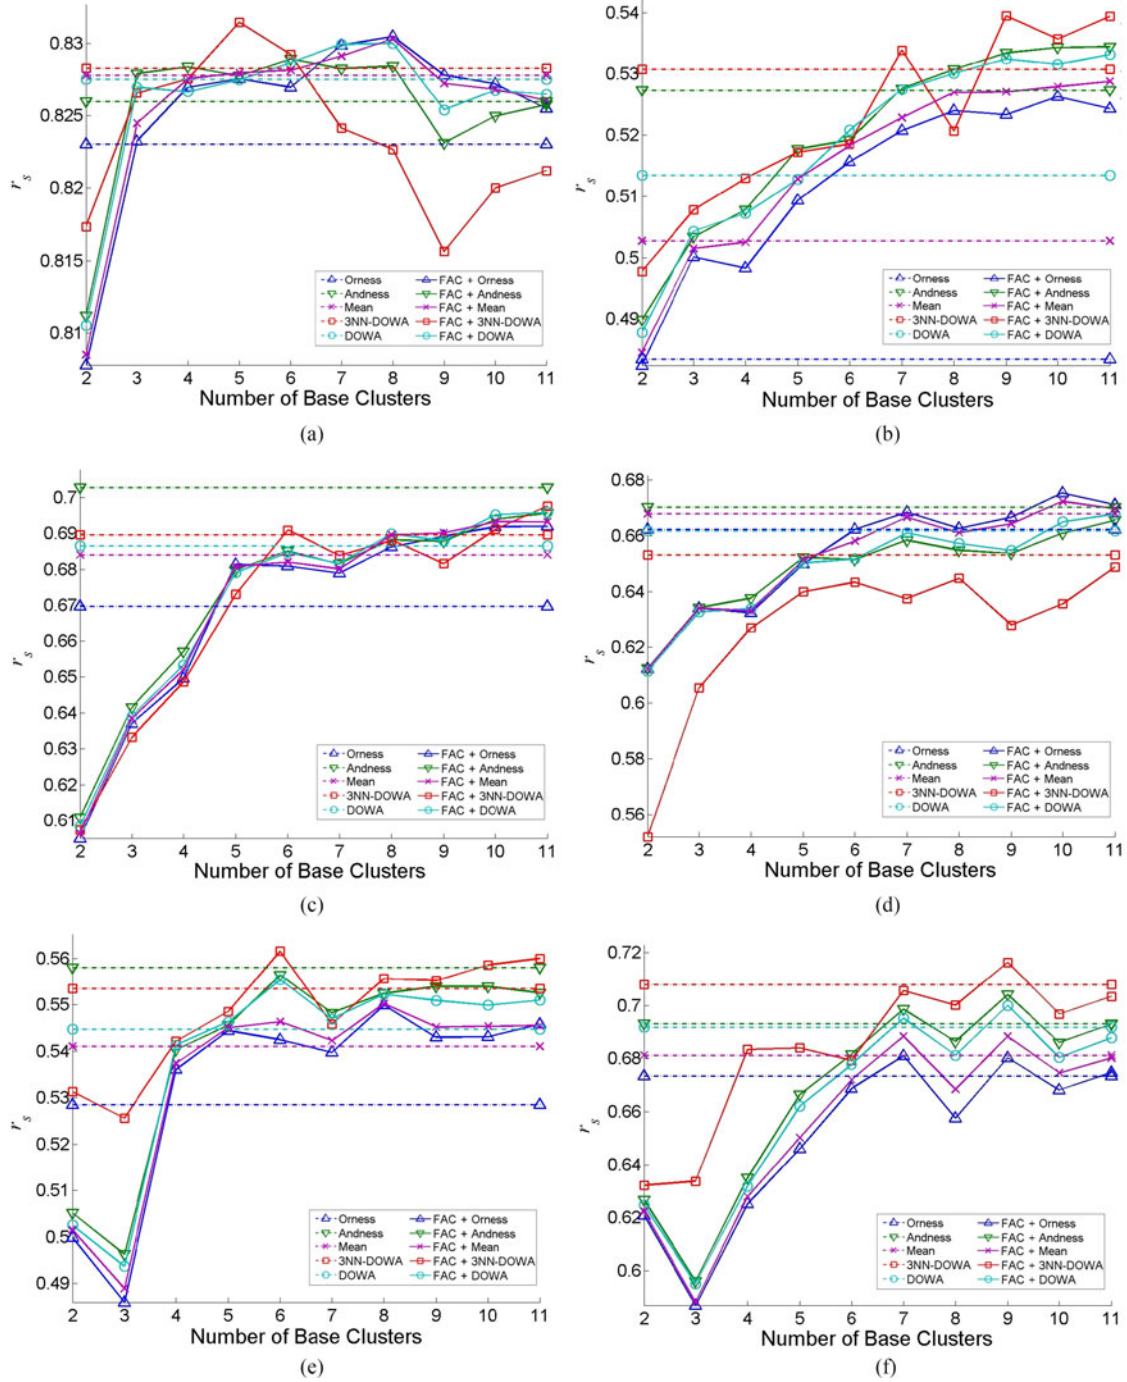 0.83
0.825
0.82
0.815
0.81
r_s
2 3 4 5 6 7 8 9 10 11
Number of Base Clusters
Orness FAC + Orness
Andness FAC + Andness
Mean FAC + Mean
3NN-DOWA FAC + 3NN-DOWA
DOWA FAC + DOWA
(a)
0.54
0.53
0.52
0.51
0.5
0.49
r_s
2 3 4 5 6 7 8 9 10 11
Number of Base Clusters
Orness FAC + Orness
Andness FAC + Andness
Mean FAC + Mean
3NN-DOWA FAC + 3NN-DOWA
DOWA FAC + DOWA
(b)
0.7
0.69
0.68
0.67
0.66
0.65
0.64
0.63
0.62
0.61
r_s
2 3 4 5 6 7 8 9 10 11
Number of Base Clusters
Orness FAC + Orness
Andness FAC + Andness
Mean FAC + Mean
3NN-DOWA FAC + 3NN-DOWA
DOWA FAC + DOWA
(c)
0.68
0.66
0.64
0.62
0.6
0.58
0.56
r_s
2 3 4 5 6 7 8 9 10 11
Number of Base Clusters
Orness FAC + Orness
Andness FAC + Andness
Mean FAC + Mean
3NN-DOWA FAC + 3NN-DOWA
DOWA FAC + DOWA
(d)
0.56
0.55
0.54
0.53
0.52
0.51
0.5
0.49
r_s
2 3 4 5 6 7 8 9 10 11
Number of Base Clusters
Orness FAC + Orness
Andness FAC + Andness
Mean FAC + Mean
3NN-DOWA FAC + 3NN-DOWA
DOWA FAC + DOWA
(e)
0.72
0.7
0.68
0.66
0.64
0.62
0.6
r_s
2 3 4 5 6 7 8 9 10 11
Number of Base Clusters
Orness FAC + Orness
Andness FAC + Andness
Mean FAC + Mean
3NN-DOWA FAC + 3NN-DOWA
DOWA FAC + DOWA
(f)